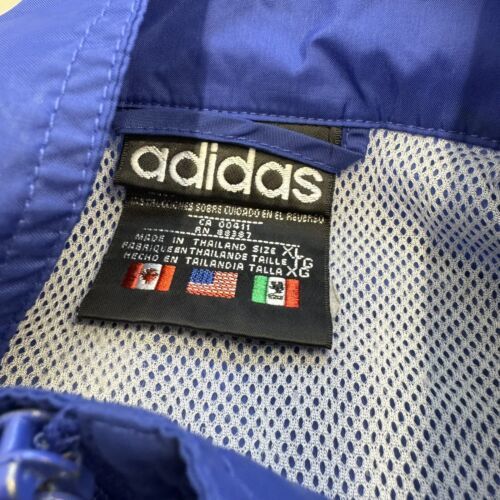 adidas
INSTRUCCIONES SOBRE CUIDADO EN EL REVERSO
CA 00411
RN 88387
MADE IN THAILAND SIZE XL
FABRIQUE EN THAILANDE TAILLE TG
HECHO EN TAILANDIA TALLA XG